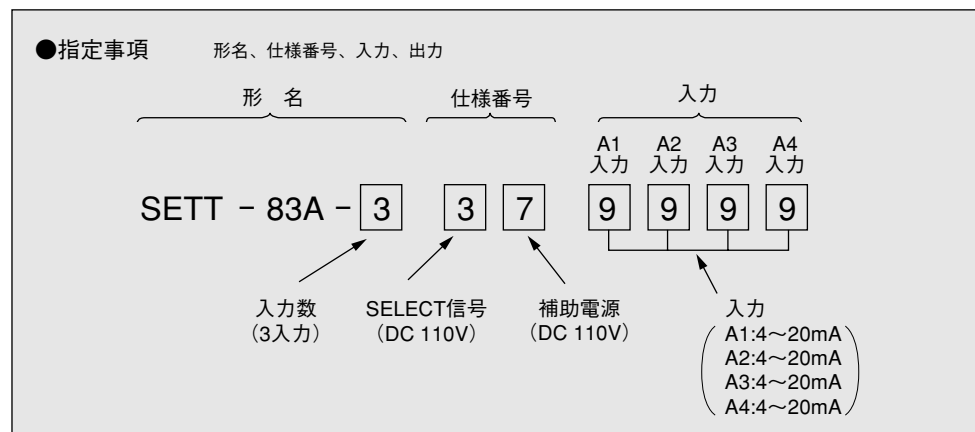 ●指定事項 形名、仕様番号、入力、出力
形 名 仕様番号 入力
A1 A2 A3 A4
入力 入力 入力 入力
SETT − 83A − 3 3 7 9 9 9 9
入力数 SELECT信号 補助電源 入力
（3入力） （DC 110V） （DC 110V） A1:4〜20mA
A2:4〜20mA
A3:4〜20mA
A4:4〜20mA